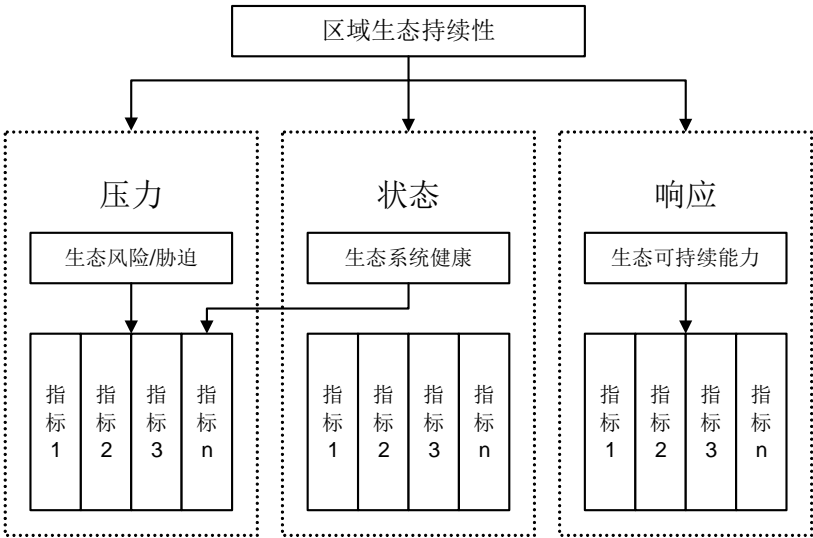 区域生态持续性
压力
状态
响应
生态风险/胁迫
生态系统健康
生态可持续能力
指标1
指标2
指标3
指标n
指标1
指标2
指标3
指标n
指标1
指标2
指标3
指标n